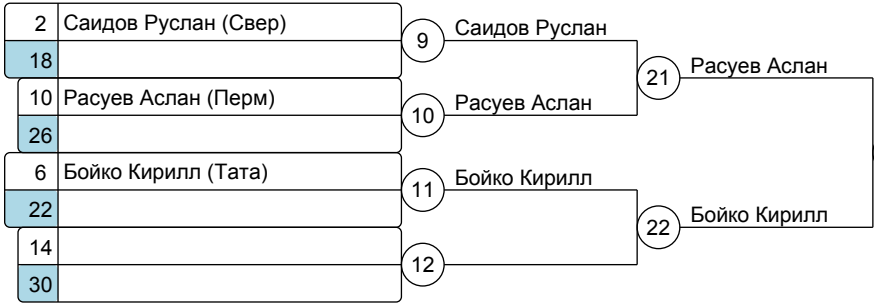 2 Саидов Руслан (Свер)
18
9 Саидов Руслан
10 Расуев Аслан (Перм)
26
10 Расуев Аслан
21 Расуев Аслан
6 Бойко Кирилл (Тата)
22
11 Бойко Кирилл
14
30
12
22 Бойко Кирилл